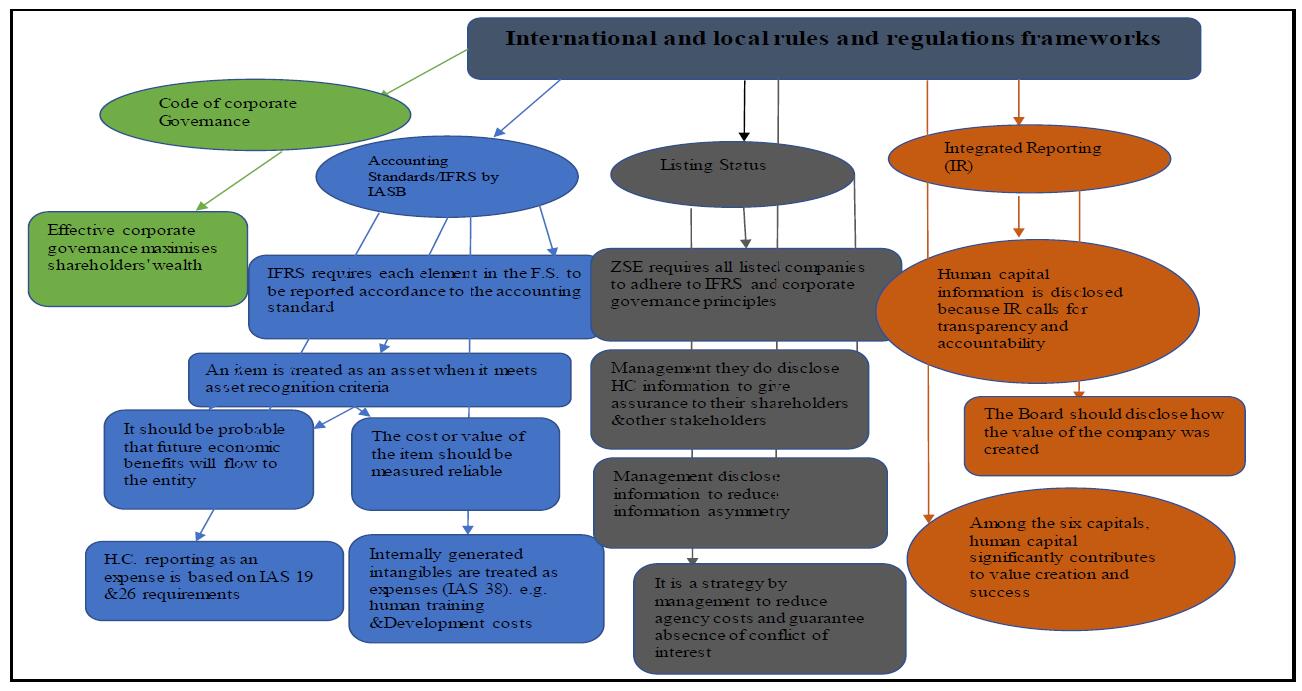 International and local rules and regulations frameworks
Code of corporate
Governance
Effective corporate
governance maximises
shareholders' wealth
Accounting
Standards/IFRS by
IASB
IFRS requires each element in the F.S. to
be reported accordance to the accounting
standard
An item is treated as an asset when it meets
asset recognition criteria
It should be probable
that future economic
benefits will flow to
the entity
The cost or value of
the item should be
measured reliable
H.C. reporting as an
expense is based on IAS 19
&26 requirements
Internally generated
intangibles are treated as
expenses (IAS 38). e.g.
human training
&Development costs
Listing Status
ZSE requires all listed companies
to adhere to IFRS and corporate
governance principles
Management they do disclose
HC information to give
assurance to their shareholders
&other stakeholders
Management disclose
information to reduce
information asymmetry
It is a strategy by
management to reduce
agency costs and guarantee
absecnce of conflict of
interest
Integrated Reporting
(IR)
Human capital
information is disclosed
because IR calls for
transparency and
accountability
The Board should disclose how
the value of the company was
created
Among the six capitals,
human capital
significantly contributes
to value creation and
success